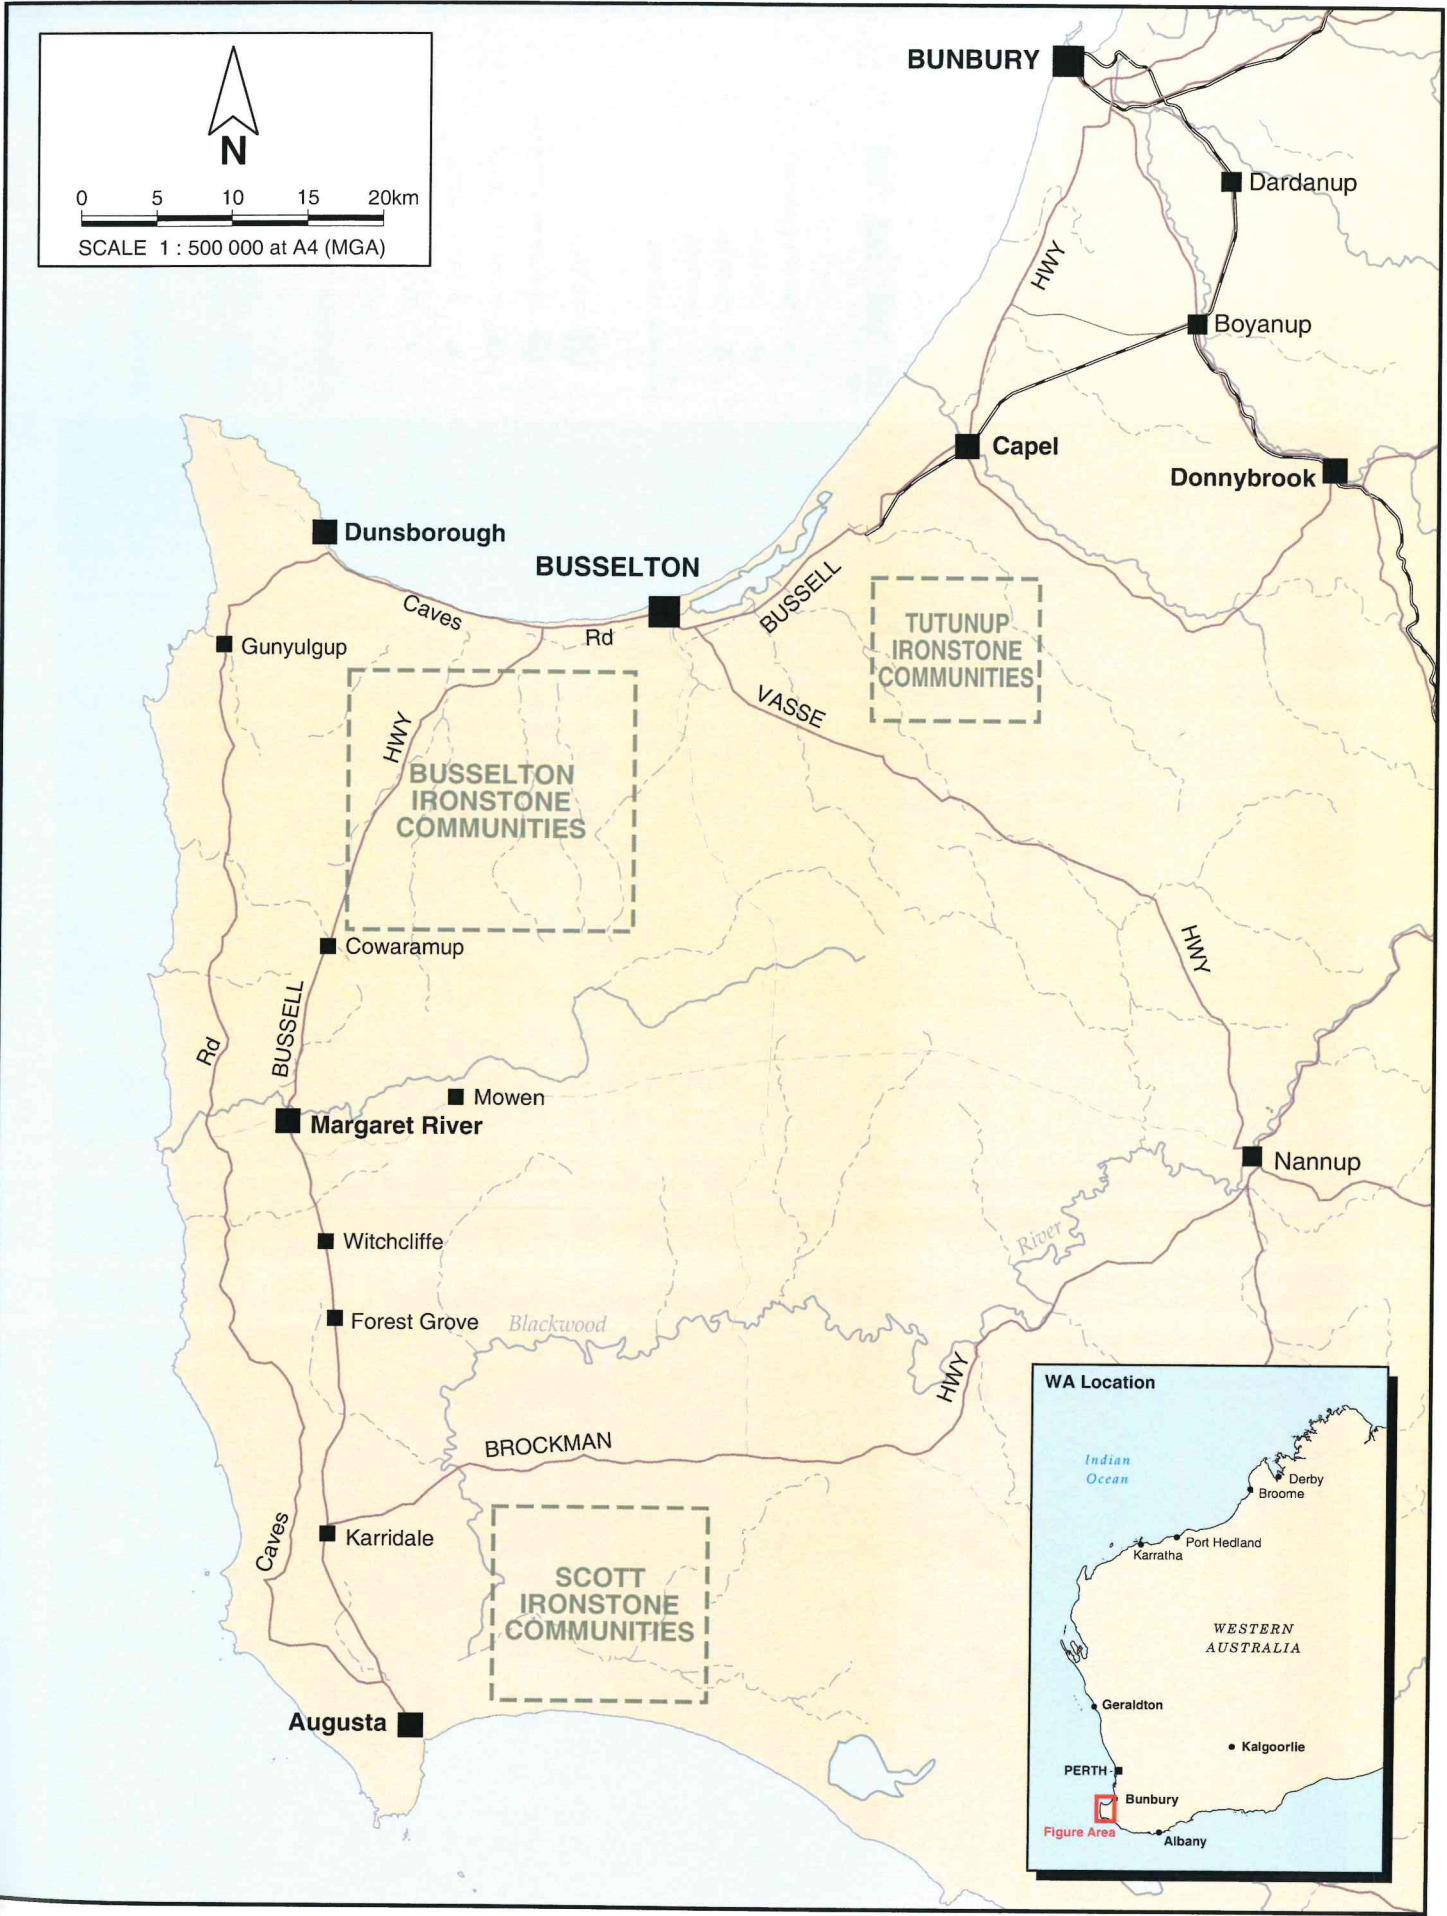 BUNBURY
N
0 5 10 15 20km
SCALE 1 : 500 000 at A4 (MGA)
Dardanup
HWY
Boyanup
Capel
Donnybrook
Dunsborough
BUSSELTON
Caves
Rd
BUSSELL
TUTUNUP
IRONSTONE
COMMUNITIES
Gunyulgup
VASSE
HWY
BUSSELTON
IRONSTONE
COMMUNITIES
Cowaramup
HWY
BUSSELL
Rd
Mowen
Margaret River
Nannup
Witchcliffe
River
Forest Grove
Blackwood
HWY
BROCKMAN
Caves
Karridale
SCOTT
IRONSTONE
COMMUNITIES
Augusta
WA Location
Indian
Ocean
Derby
Broome
Port Hedland
Karratha
WESTERN
AUSTRALIA
Geraldton
Kalgoorlie
PERTH
Bunbury
Figure Area
Albany